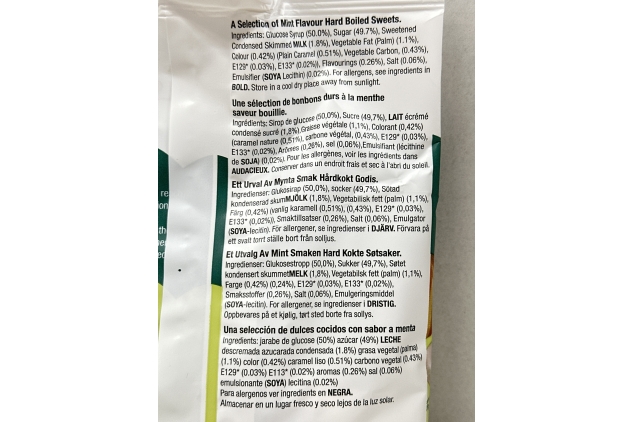 A Selection of Mint Flavour Hard Boiled Sweets.
Ingredients: Glucose Syrup (50.0%), Sugar (49.7%), Sweetened
Condensed Skimmed MILK (1.8%), Vegetable Fat (Palm) (1.1%),
Colour (0.42%) (Plain Caramel (0.51%), Vegetable Carbon, (0.43%),
E129* (0.03%), E133* (0.02%)), Flavourings (0.26%), Salt (0.06%),
Emulsifier (SOYA Lecithin) (0.02%). For allergens, see ingredients in
BOLD. Store in a cool dry place away from sunlight.
Une sélection de bonbons durs à la menthe
saveur bouillie.
Ingrédients: Sirop de glucose (50,0%), Sucre (49,7%), LAIT écrémé
condensé sucré (1,8%) Graisse végétale (1,1%), Colorant (0,42%)
(caramel nature (0,51%), carbone végétal, (0,43%), E129* (0,03%),
E133* (0,02%), Arômes (0,26%), sel (0,06%),Emulsifiant (lécithine
de SOJA) (0,02%). Pour les allergènes, voir les ingrédients dans
AUDACIEUX. Conserver dans un endroit frais et sec à l'abri du soleil.
Ett Urval Av Mynta Smak Hårdkokt Godis.
Ingredienser: Glukosirap (50,0%), socker (49,7%), Sötad
kondenserad skumMJÖLK (1,8%), Vegetabilisk fett (palm) (1,1%),
Färg (0,42%) (vanlig karamell (0,51%), (0,43%), E129* (0,03%),
E133* (0,02%)), Smaktillsatser (0,26%), Salt (0,06%), Emulgator
(SOYA-lecitin). För allergener, se ingredienser i DJÄRV. Förvara på
ett svalt torrt ställe bort från solljus.
Et Utvalg Av Mint Smaken Hard Kokte Søtsaker.
Ingredienser: Glukosestropp (50,0%), Sukker (49,7%), Søtet
kondensert skummetMELK (1,8%), Vegetabilsk fett (palm) (1,1%),
Farge (0,42%) (0,24%), E129* (0,03%), E133* (0,02%)),
Smaksstoffer (0,26%), Salt (0,06%), Emulgeringsmiddel
(SOYA-lecitin). For allergener, se ingredienser i DRISTIG.
Oppbevares på et kjølig, tørt sted borte fra sollys.
Una selección de dulces cocidos con sabor a menta
Ingredients: jarabe de glucose (50%) azúcar (49%) LECHE
descremada azucarada condensada (1.8%) grasa vegetal (palma)
(1.1%) color (0.42%) caramel liso (0.51%) carbono vegetal (0.43%)
E129* (0.03%) E113* (0.02%) aromas (0.26%) sal (0.06%)
emulsionante (SOYA) lecitina (0.02%)
Para alergenos ver ingredients en NEGRA.
Almacenar en un lugar fresco y seco lejos de la luz solar.